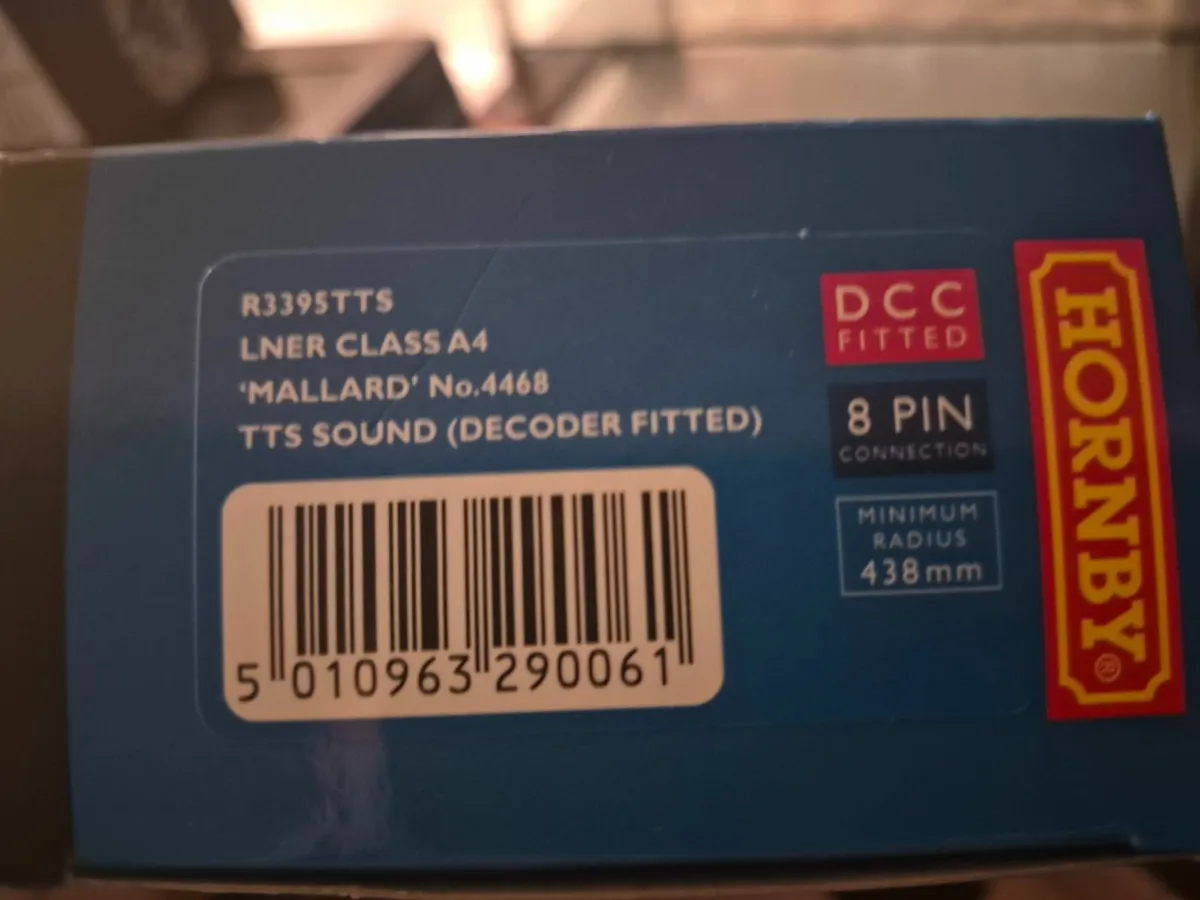 R3395TTS
LNER CLASS A4
'MALLARD' No.4468
TTS SOUND (DECODER FITTED)
5 010963 290061
DCC
FITTED
8 PIN
CONNECTION
MINIMUM
RADIUS
438mm
HORNBY®